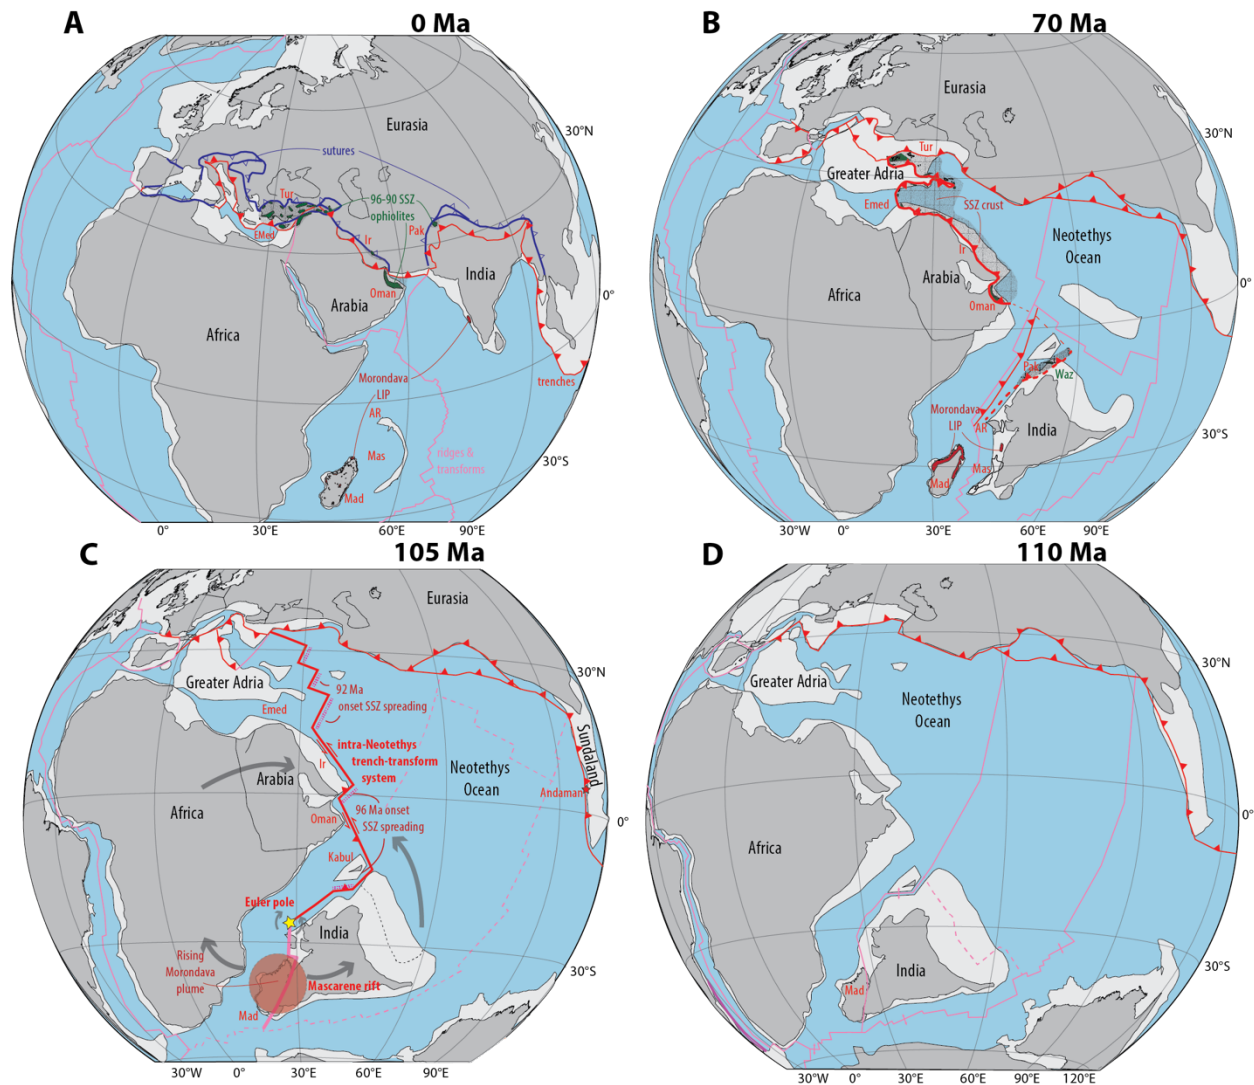 A
0 Ma
Eurasia
30°N
sutures
Tur
96-90 SSZ
ophiolites
EMed
Pak
Ir
India
Oman
0°
Arabia
Africa
Morondava
LIP
trenches
AR
Mas
ridges &
transforms
30°S
Mad
0°
30°E
60°E
90°E
B
70 Ma
Eurasia
30°N
Tur
Greater Adria
Emed
SSZ crust
Neotethys
Ocean
Ir
Arabia
0°
Africa
Oman
Pak
Waz
Morondava
LIP
AR
India
30°S
Mas
Mad
30°W
0°
30°E
60°E
90°E
C
105 Ma
Eurasia
30°N
Greater Adria
92 Ma
onset SSZ spreading
Emed
Sundaland
intra-Neotethys
trench-transform
system
Ir
Arabia
Neotethys
Ocean
Andaman
Africa
Oman
96 Ma onset
SSZ spreading
0°
Kabul
Euler pole
India
Rising
Morondava
plume
30°S
Mascarene rift
Mad
30°W
0°
30°E
60°E
90°E
D
110 Ma
30°N
Greater Adria
Neotethys
Ocean
0°
Africa
India
30°S
Mad
30°W
0°
30°E
60°E
90°E
110°E